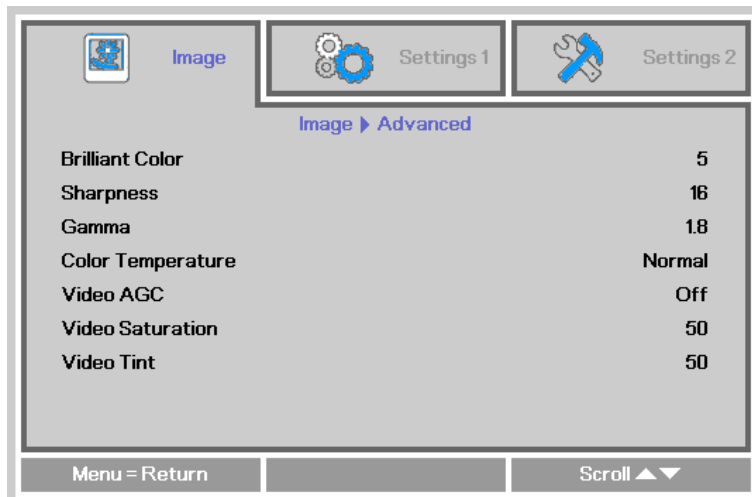 Image Settings 1 Settings 2
Image ▶ Advanced
Brilliant Color 5
Sharpness 16
Gamma 1.8
Color Temperature Normal
Video AGC Off
Video Saturation 50
Video Tint 50
Menu = Return Scroll ▲▼